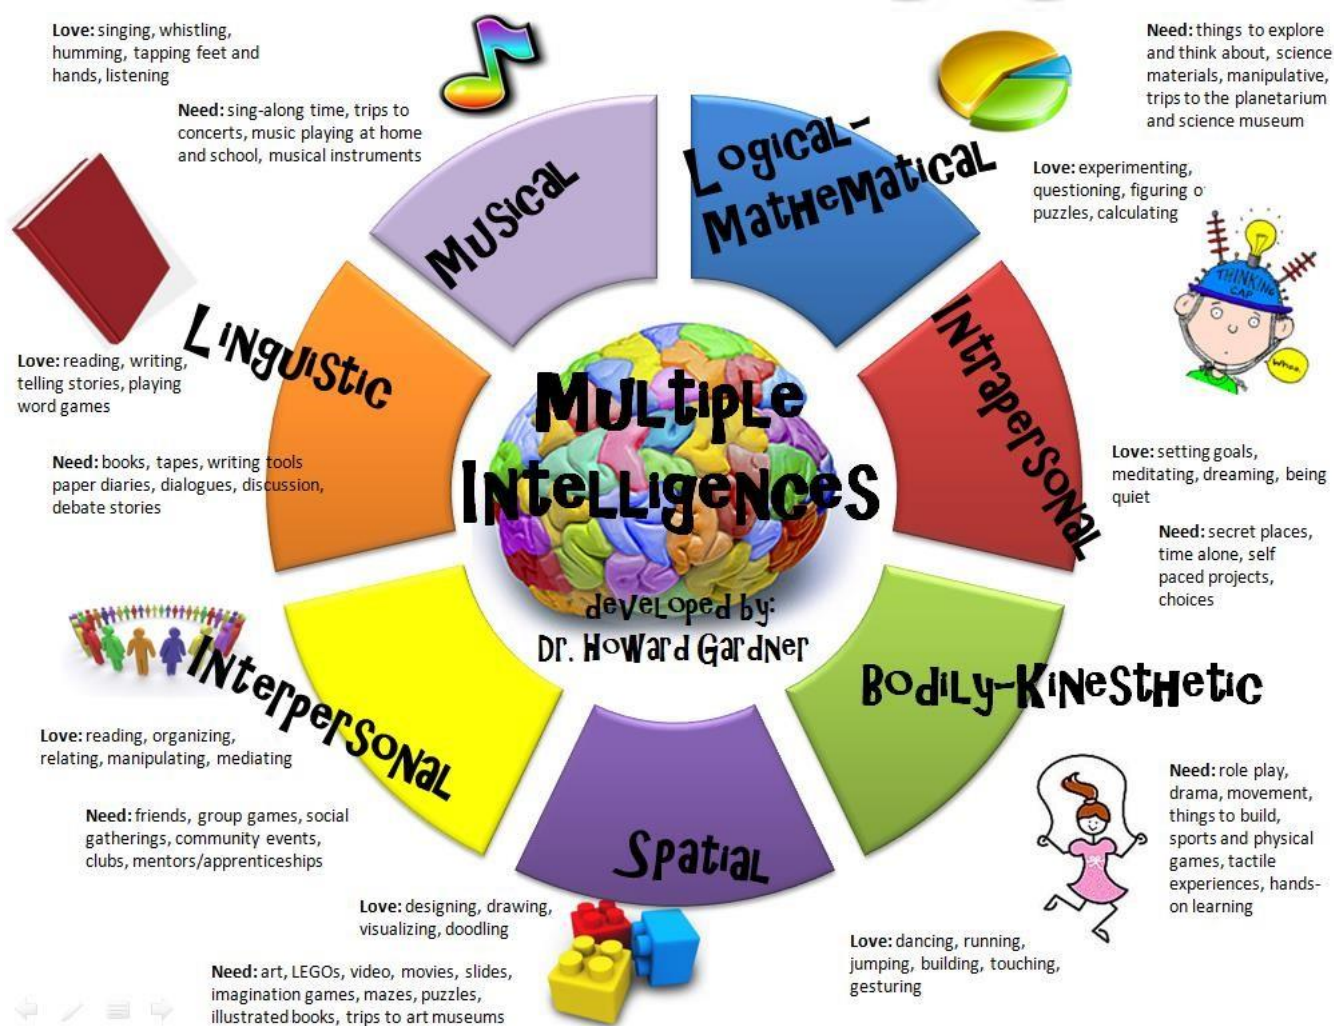 Love: singing, whistling,
humming, tapping feet and
hands, listening
Need: sing-along time, trips to
concerts, music playing at home
and school, musical instruments
Musical
Logical-
Mathematical
Need: things to explore
and think about, science
materials, manipulative,
trips to the planetarium
and science museum
Love: experimenting,
questioning, figuring o
puzzles, calculating
THINKING
CAP
Whoa
Linguistic
Love: reading, writing,
telling stories, playing
word games
Need: books, tapes, writing tools
paper diaries, dialogues, discussion,
debate stories
Multiple
Intelligences
developed by:
Dr. Howard Gardner
Intrapersonal
Love: setting goals,
meditating, dreaming, being
quiet
Need: secret places,
time alone, self
paced projects,
choices
Interpersonal
Love: reading, organizing,
relating, manipulating, mediating
Need: friends, group games, social
gatherings, community events,
clubs, mentors/apprenticeships
Bodily-Kinesthetic
Need: role play,
drama, movement,
things to build,
sports and physical
games, tactile
experiences, hands-
on learning
Love: dancing, running,
jumping, building, touching,
gesturing
Spatial
Love: designing, drawing,
visualizing, doodling
Need: art, LEGOs, video, movies, slides,
imagination games, mazes, puzzles,
illustrated books, trips to art museums